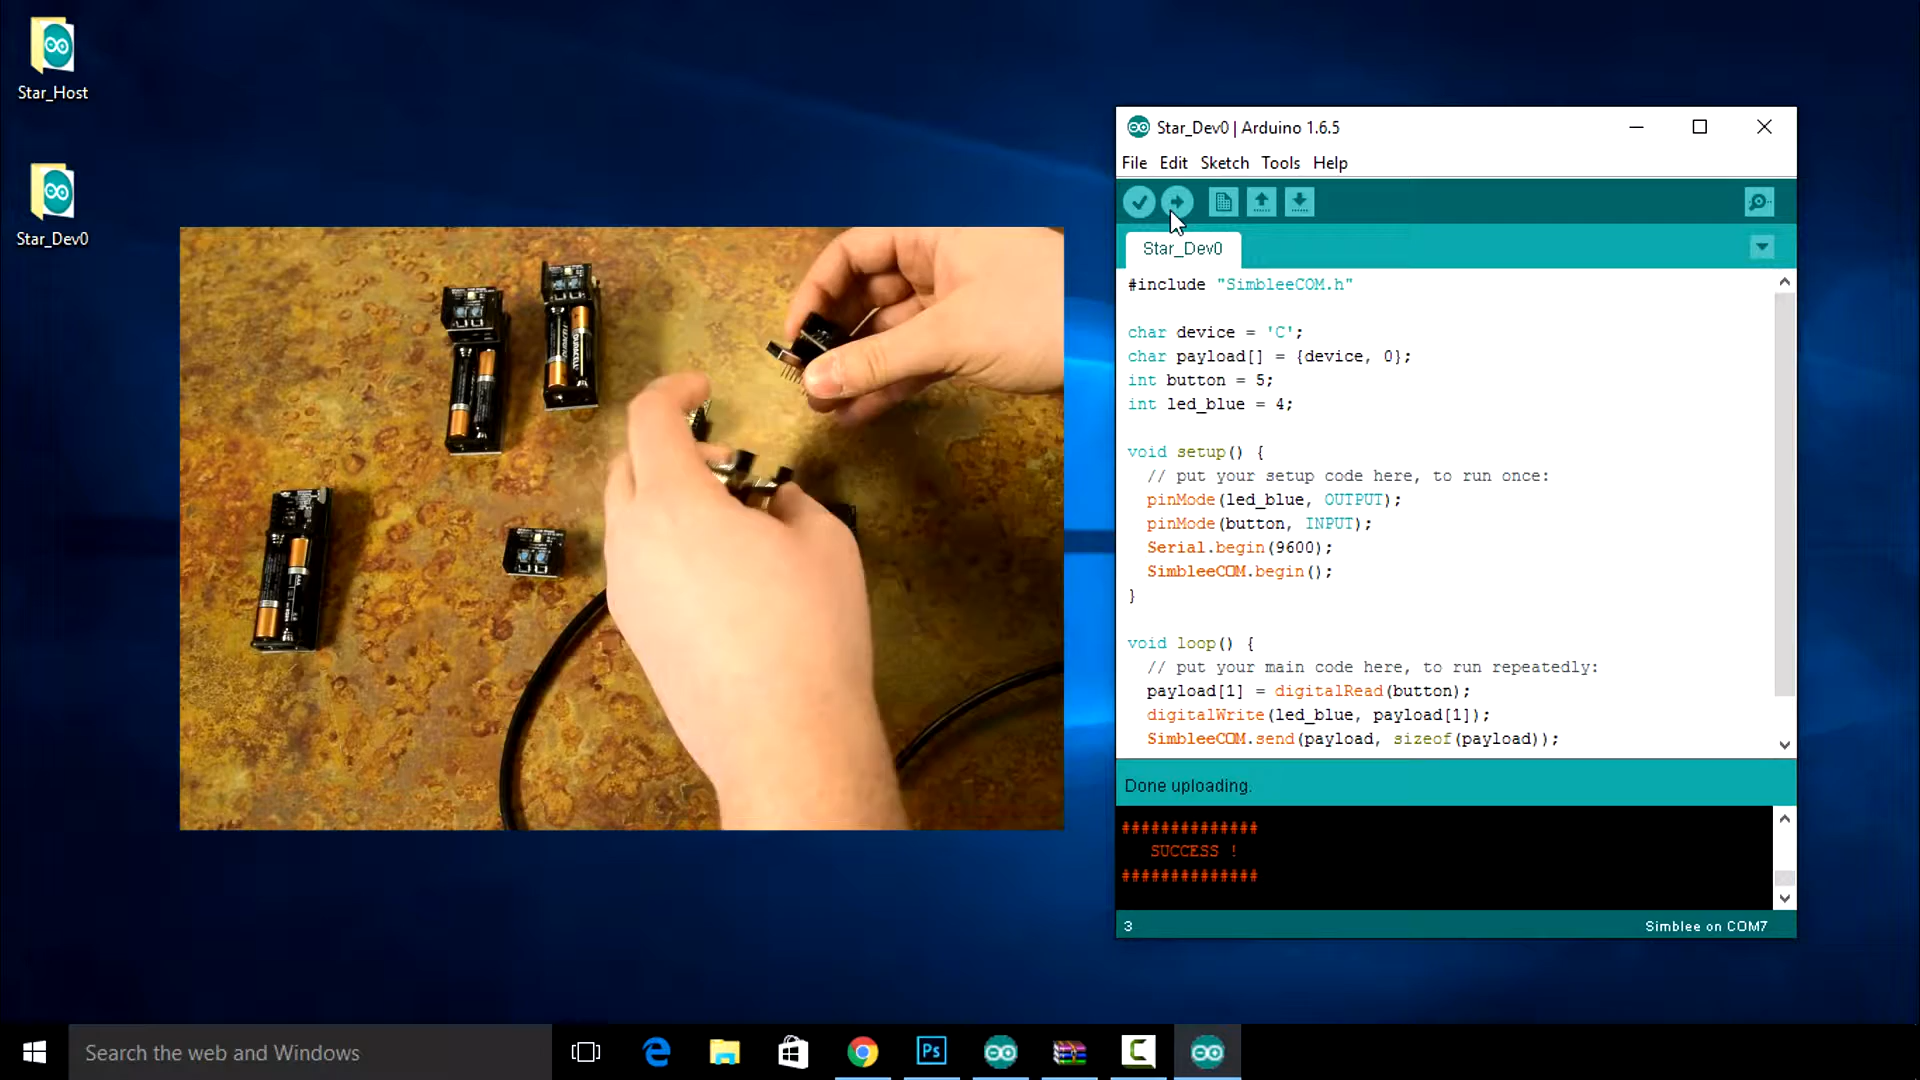 Star_Host
Star_Dev0
Star_Dev0 | Arduino 1.6.5
File Edit Sketch Tools Help
Star_Dev0
#include "SimbleeCOM.h"
char device = 'C';
char payload[] = {device, 0};
int button = 5;
int led_blue = 4;
void setup() {
// put your setup code here, to run once:
pinMode(led_blue, OUTPUT);
pinMode(button, INPUT);
Serial.begin(9600);
SimbleeCOM.begin();
}
void loop() {
// put your main code here, to run repeatedly:
payload[1] = digitalRead(button);
digitalWrite(led_blue, payload[1]);
SimbleeCOM.send(payload, sizeof(payload));
Done uploading.
##############
SUCCESS !
##############
3 Simblee on COM7
Search the web and Windows
Ps